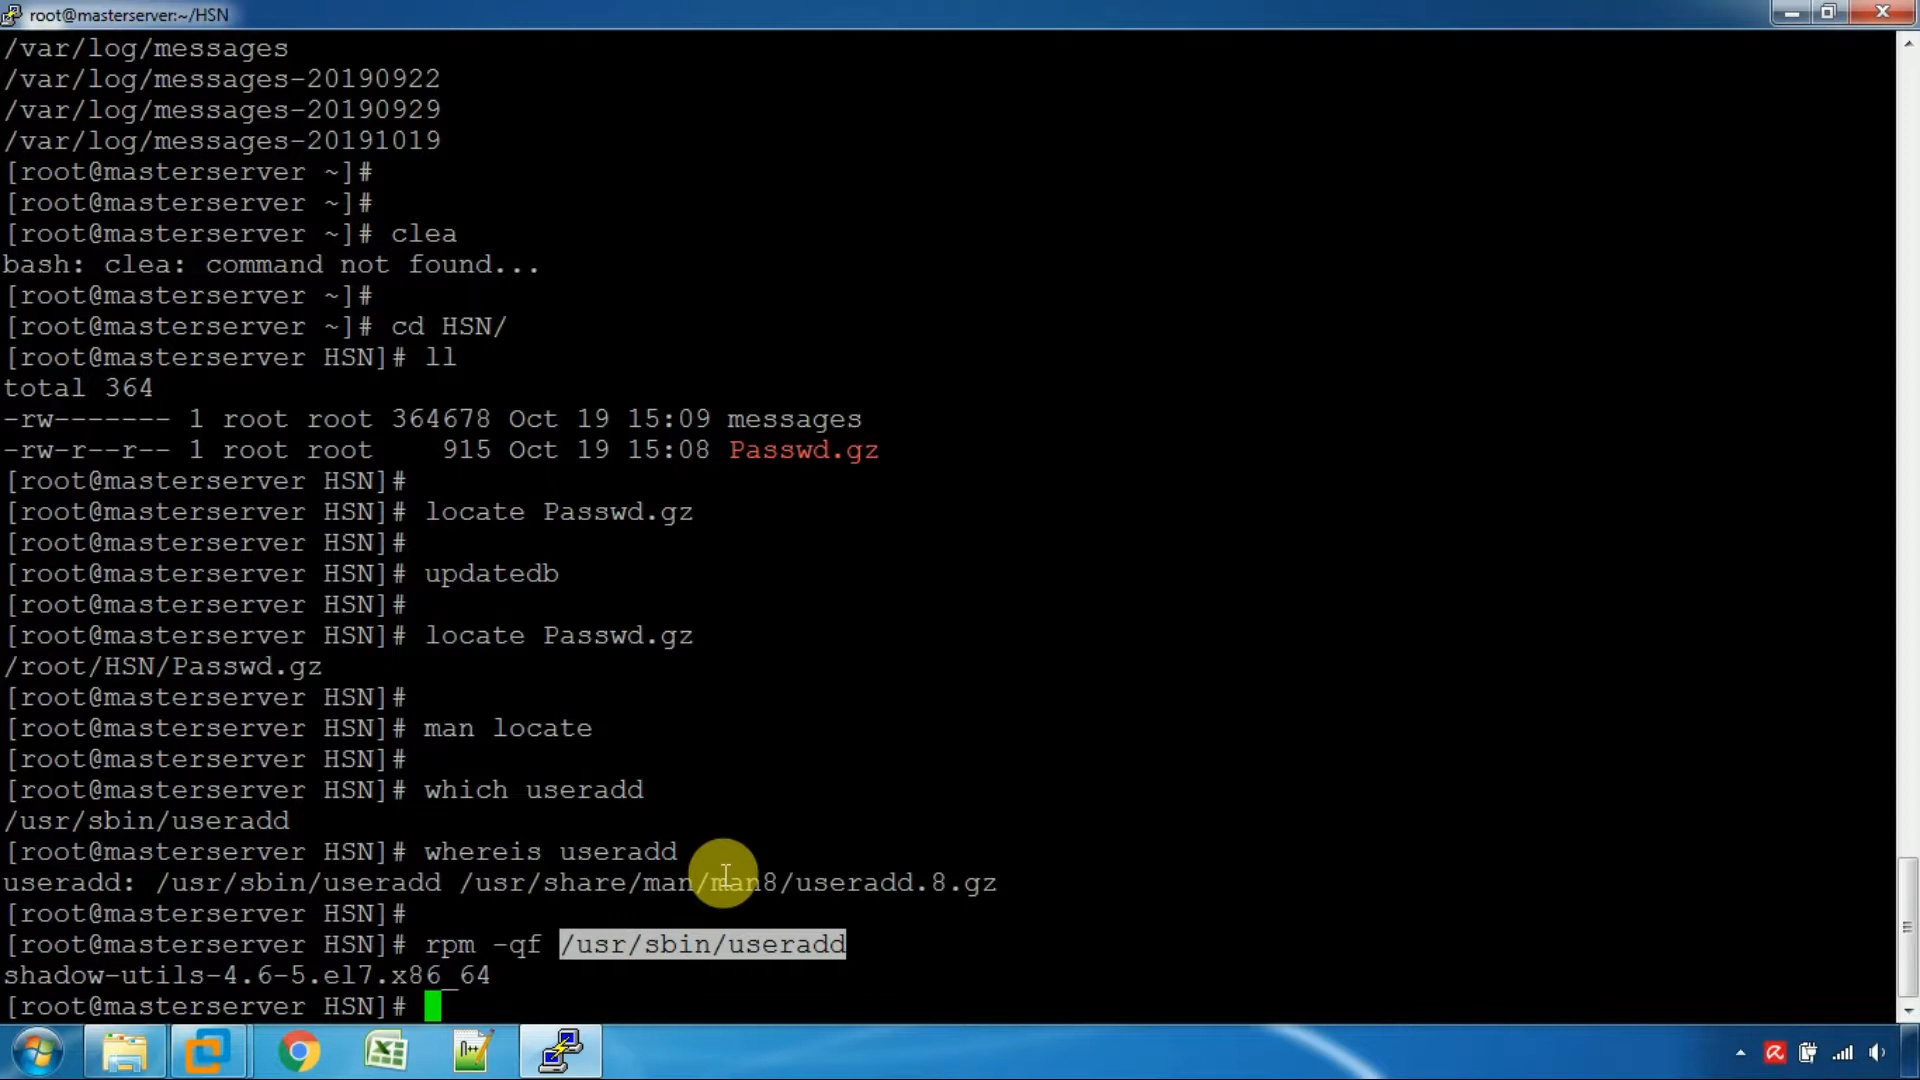 root@masterserver:~/HSN
/var/log/messages
/var/log/messages-20190922
/var/log/messages-20190929
/var/log/messages-20191019
[root@masterserver ~]#
[root@masterserver ~]#
[root@masterserver ~]# clea
bash: clea: command not found...
[root@masterserver ~]#
[root@masterserver ~]# cd HSN/
[root@masterserver HSN]# ll
total 364
-rw------- 1 root root 364678 Oct 19 15:09 messages
-rw-r--r-- 1 root root    915 Oct 19 15:08 Passwd.gz
[root@masterserver HSN]#
[root@masterserver HSN]# locate Passwd.gz
[root@masterserver HSN]#
[root@masterserver HSN]# updatedb
[root@masterserver HSN]#
[root@masterserver HSN]# locate Passwd.gz
/root/HSN/Passwd.gz
[root@masterserver HSN]#
[root@masterserver HSN]# man locate
[root@masterserver HSN]#
[root@masterserver HSN]# which useradd
/usr/sbin/useradd
[root@masterserver HSN]# whereis useradd
useradd: /usr/sbin/useradd /usr/share/man/man8/useradd.8.gz
[root@masterserver HSN]#
[root@masterserver HSN]# rpm -qf /usr/sbin/useradd
shadow-utils-4.6-5.el7.x86_64
[root@masterserver HSN]#